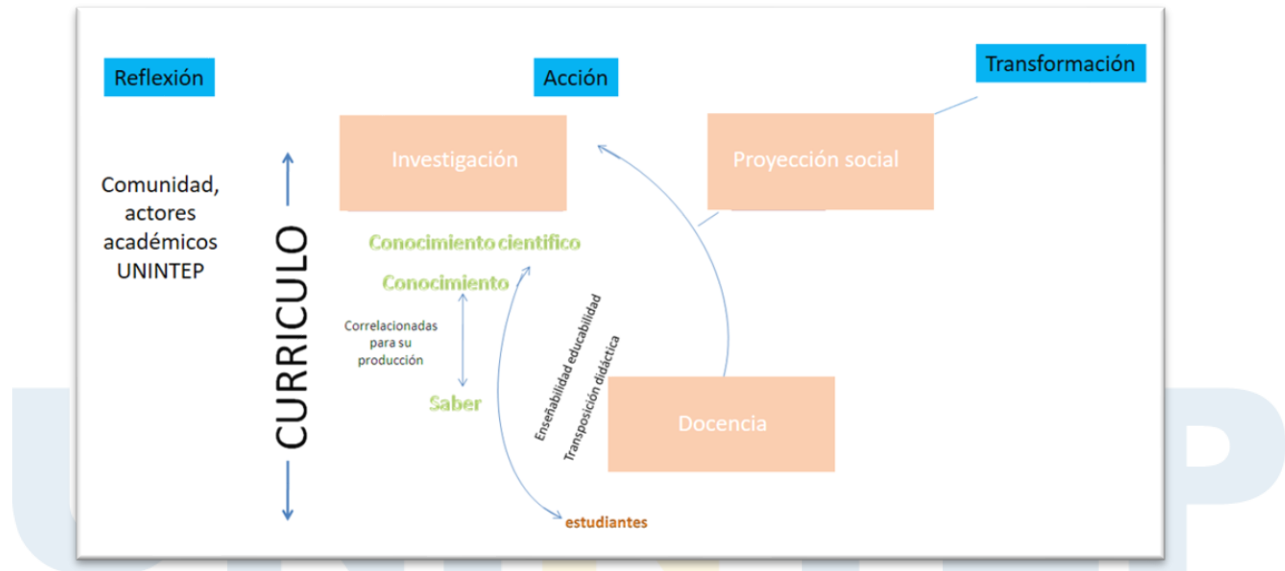 Reflexión
Acción
Transformación
Comunidad,
actores
académicos
UNINTEP
CURRICULO
Investigación
Proyección social
Conocimiento científico
Conocimiento
Correlacionadas
para su
producción
Saber
Enseñabilidad educabilidad
Transposición didáctica
Docencia
estudiantes